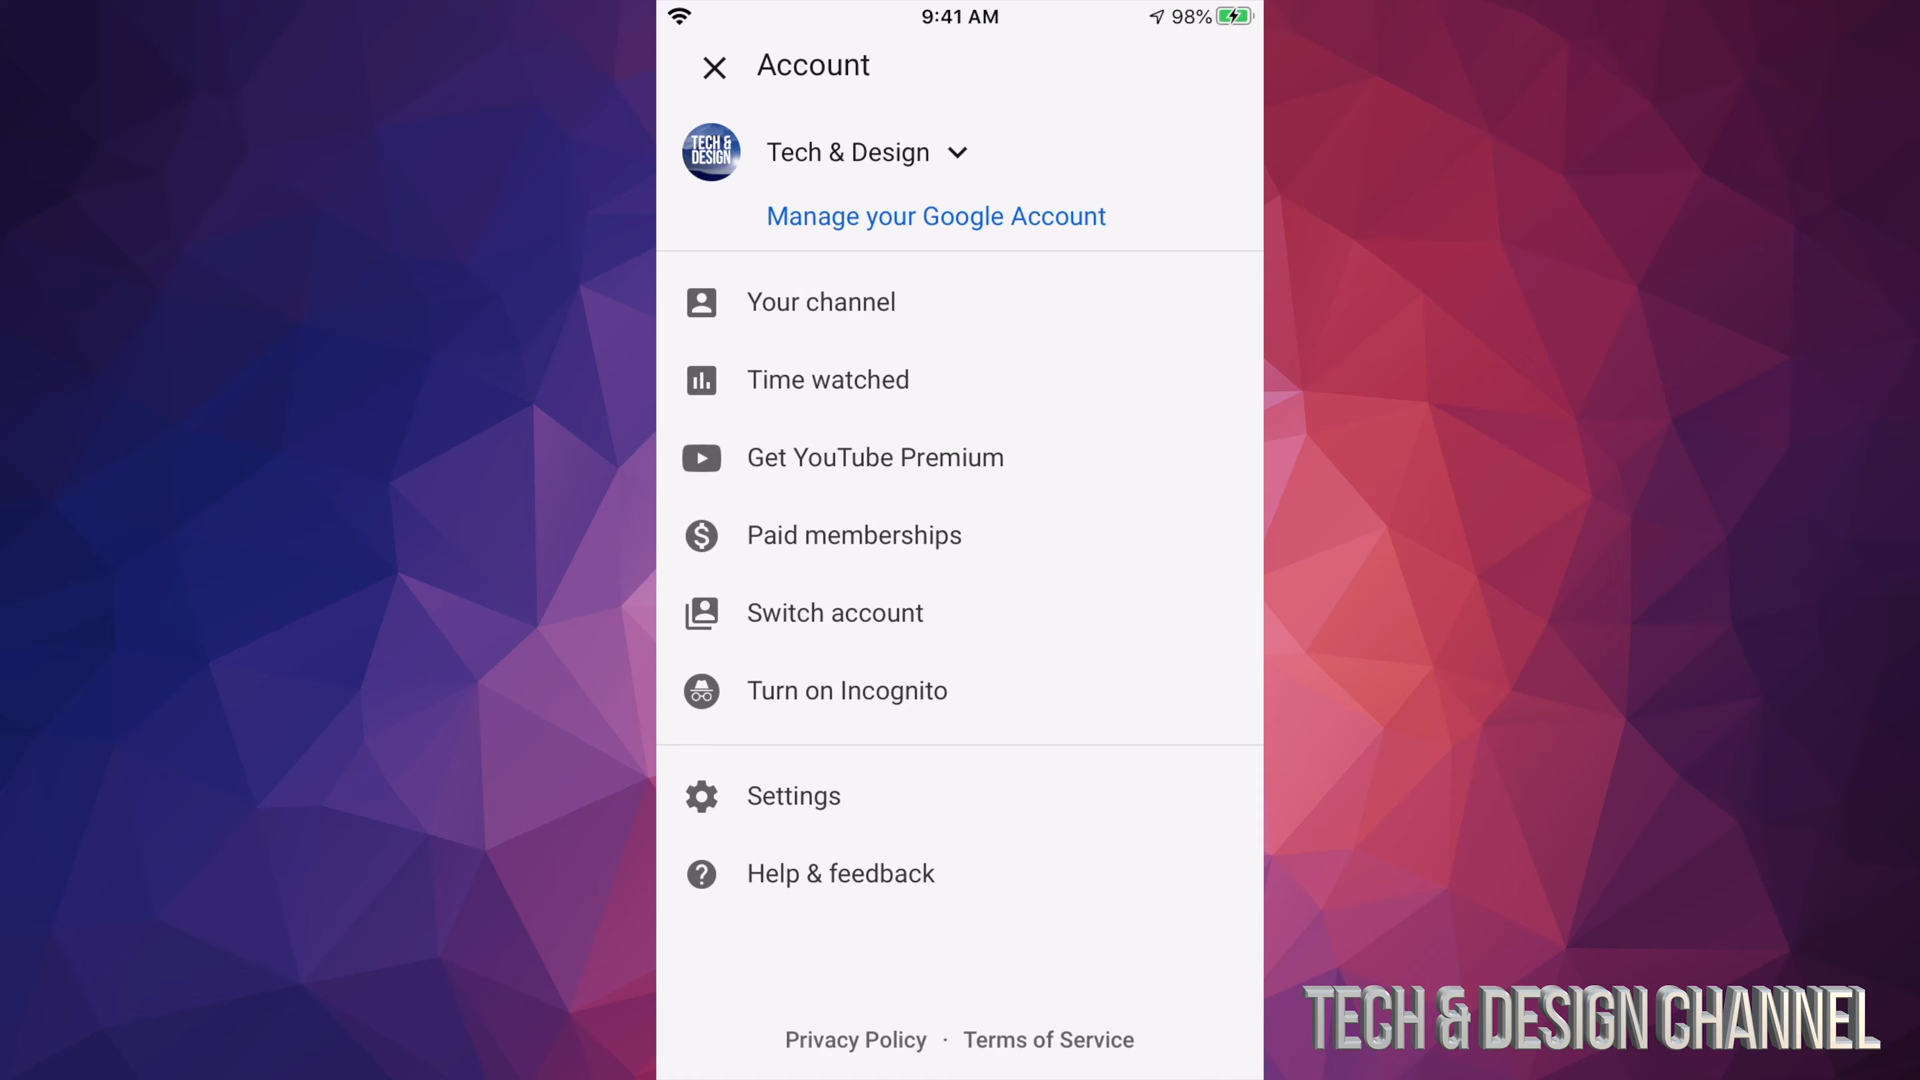 9:41 AM
98%
Account
TECH &
DESIGN
Tech & Design
Manage your Google Account
Your channel
Time watched
Get YouTube Premium
Paid memberships
Switch account
Turn on Incognito
Settings
Help & feedback
Privacy Policy · Terms of Service
TECH & DESIGN CHANNEL